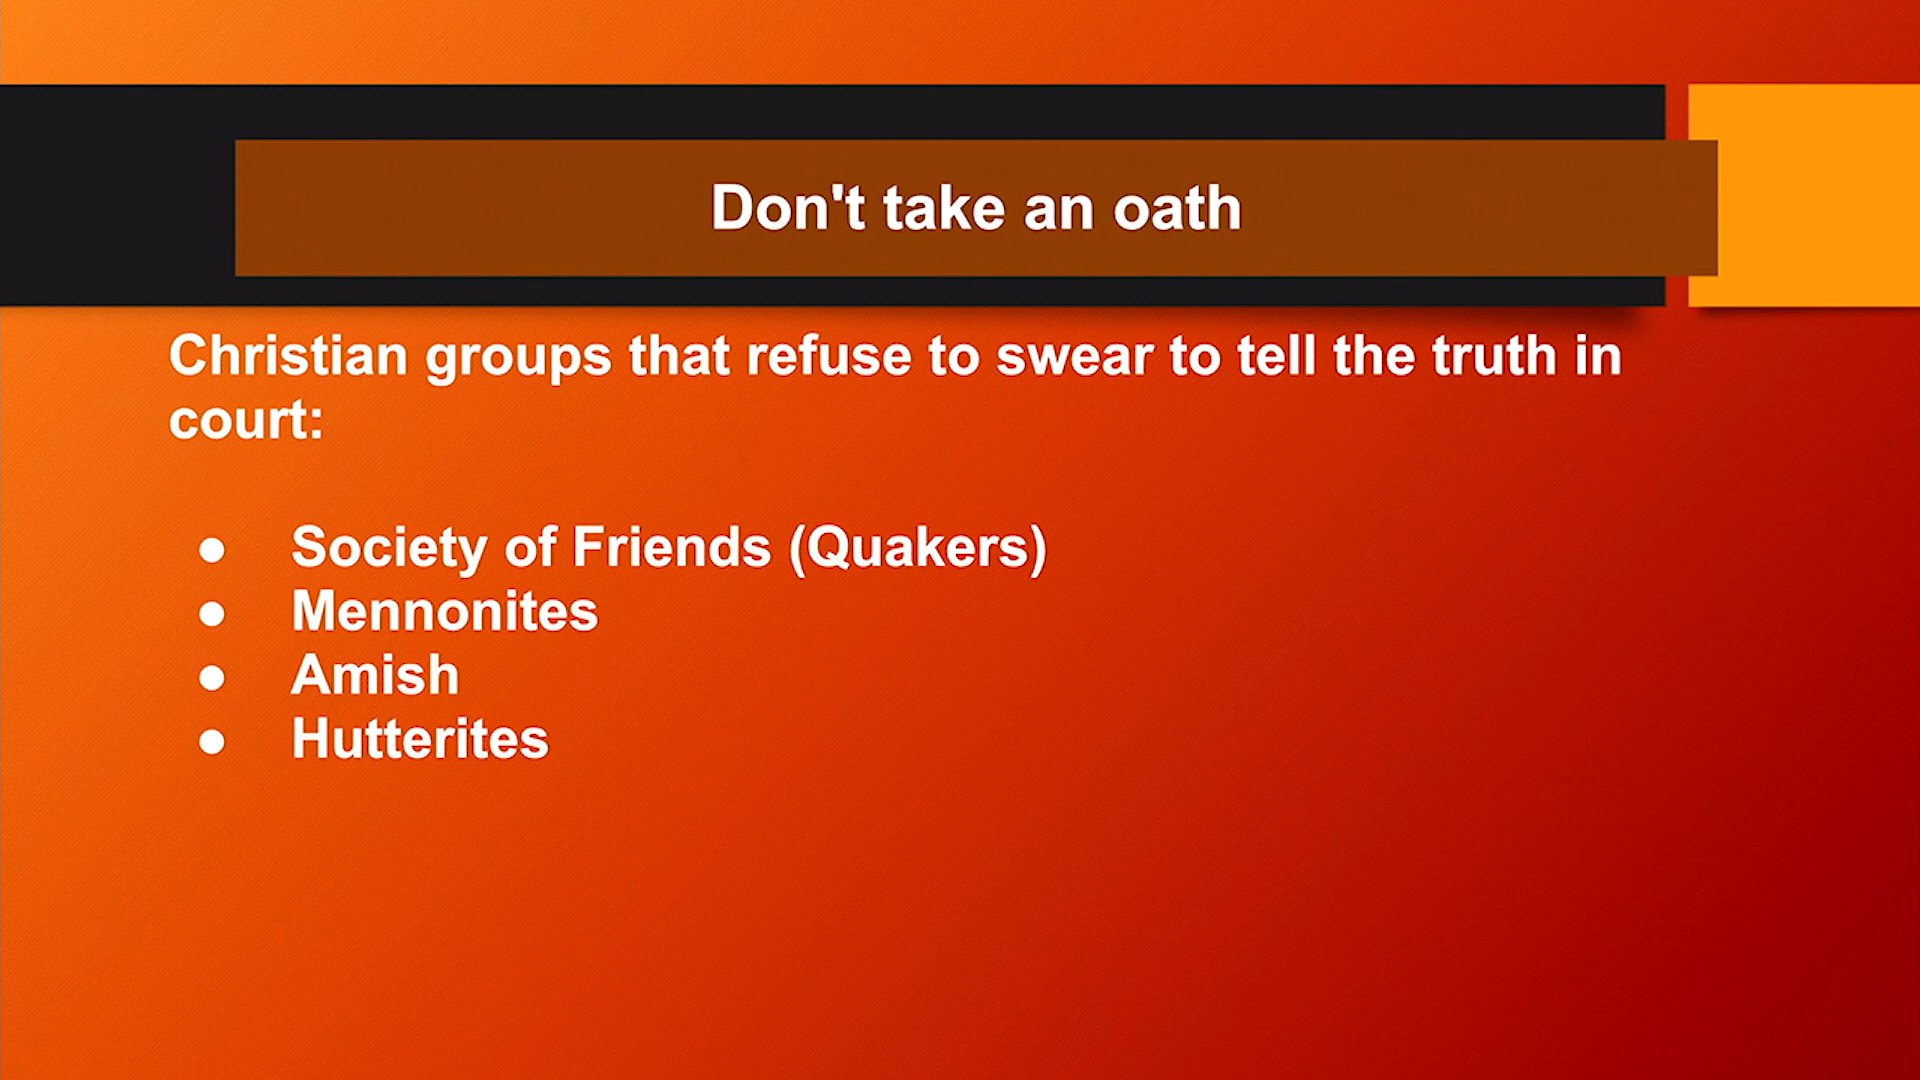 Don't take an oath
Christian groups that refuse to swear to tell the truth in
court:
● Society of Friends (Quakers)
● Mennonites
● Amish
● Hutterites